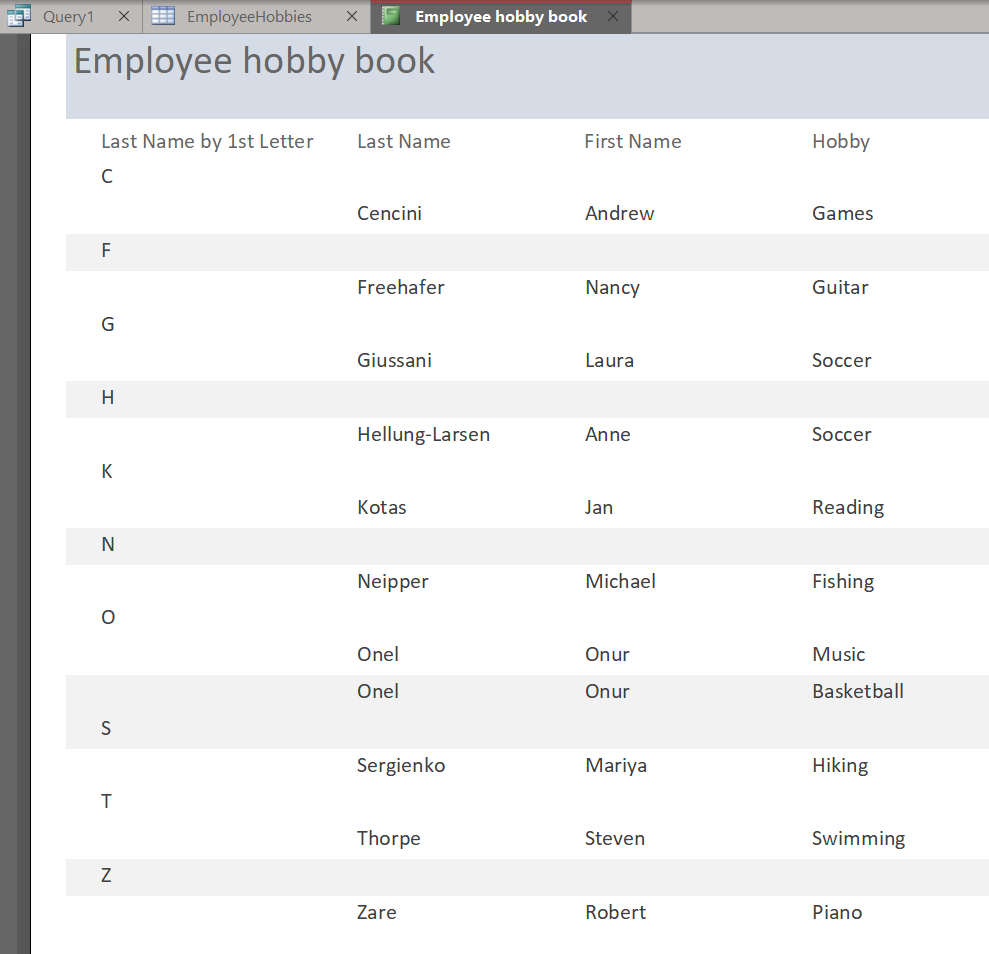 Query1 EmployeeHobbies Employee hobby book
Employee hobby book
Last Name by 1st Letter Last Name First Name Hobby
C
Cencini Andrew Games
F
Freehafer Nancy Guitar
G
Giussani Laura Soccer
H
Hellung-Larsen Anne Soccer
K
Kotas Jan Reading
N
Neipper Michael Fishing
O
Onel Onur Music
Onel Onur Basketball
S
Sergienko Mariya Hiking
T
Thorpe Steven Swimming
Z
Zare Robert Piano